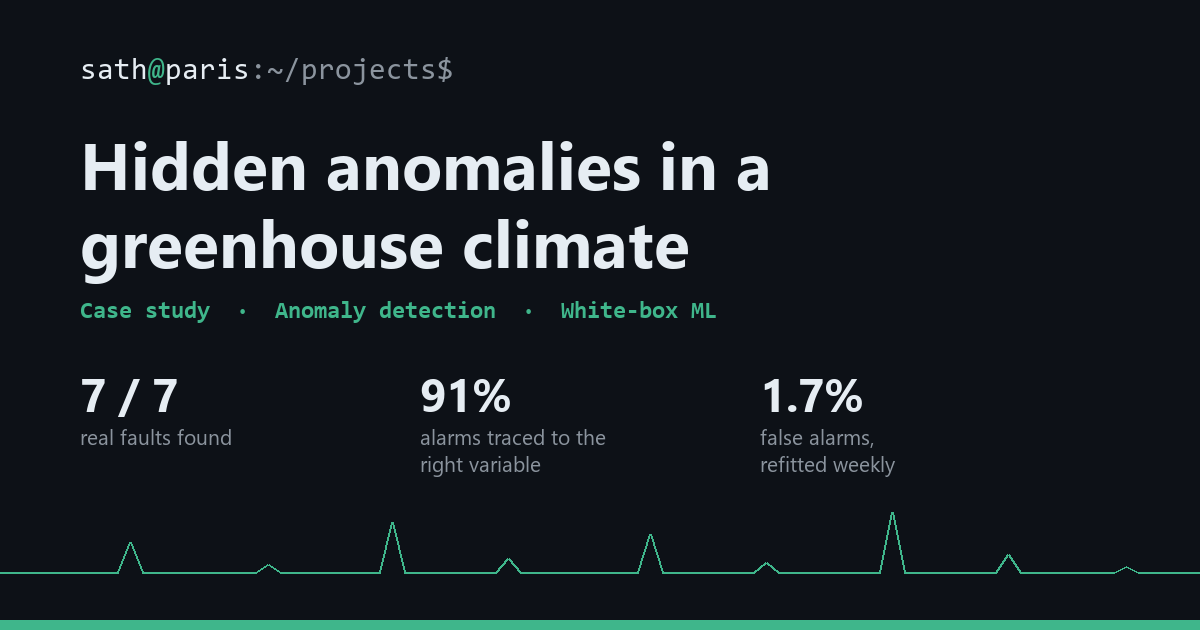 sath@paris:~/projects$
Hidden anomalies in a
greenhouse climate
Case study · Anomaly detection · White-box ML
7 / 7
real faults found
91%
alarms traced to the
right variable
1.7%
false alarms,
refitted weekly